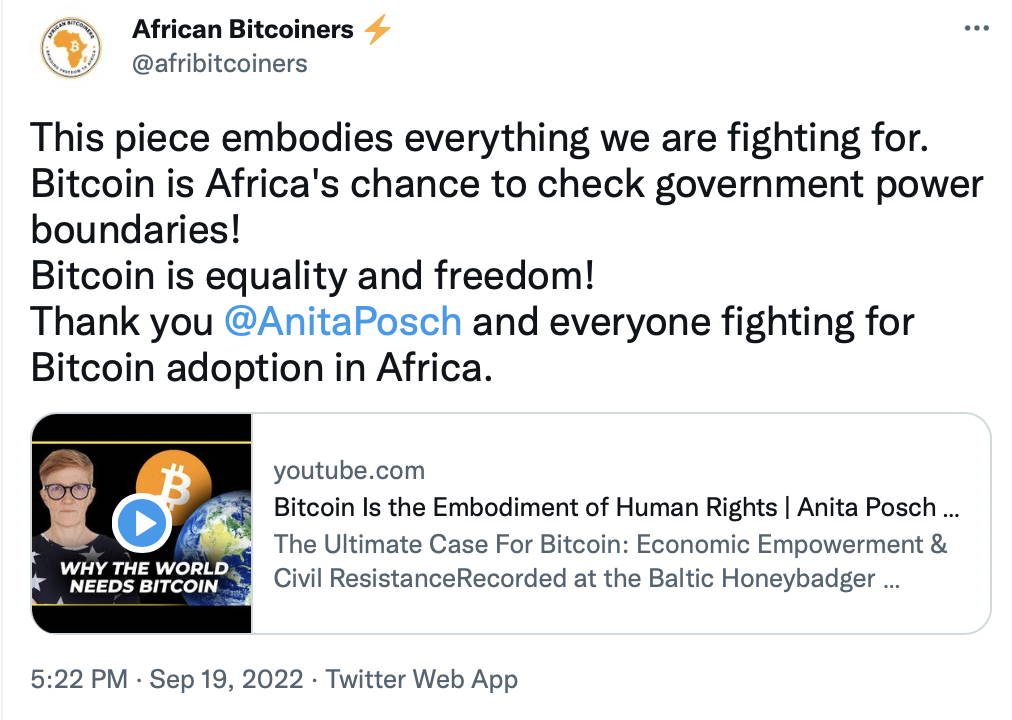 African Bitcoiners ⚡
@afribitcoiners
This piece embodies everything we are fighting for.
Bitcoin is Africa's chance to check government power
boundaries!
Bitcoin is equality and freedom!
Thank you @AnitaPosch and everyone fighting for
Bitcoin adoption in Africa.
WHY THE WORLD
NEEDS BITCOIN
youtube.com
Bitcoin Is the Embodiment of Human Rights | Anita Posch ...
The Ultimate Case For Bitcoin: Economic Empowerment &
Civil ResistanceRecorded at the Baltic Honeybadger ...
5:22 PM · Sep 19, 2022 · Twitter Web App